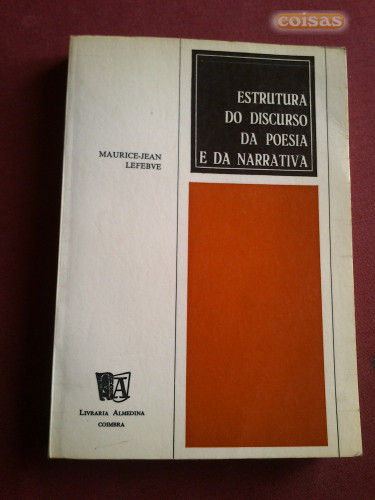 coisas
ESTRUTURA
DO DISCURSO
DA POESIA
E DA NARRATIVA
MAURICE-JEAN
LEFEBVE
A
LIVRARIA ALMEDINA
COIMBRA